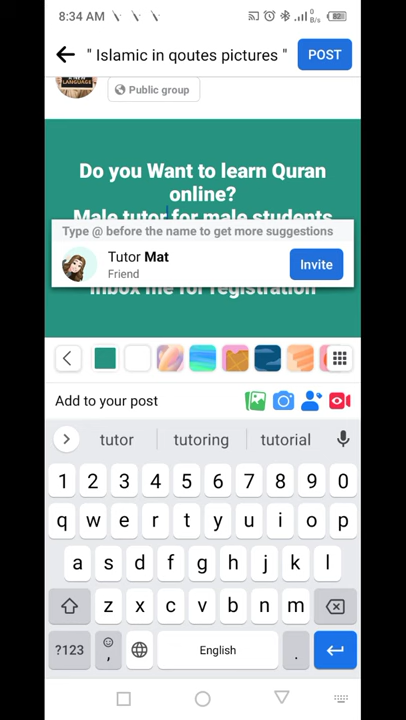 8:34 AM
0 B/s
82
" Islamic in qoutes pictures "
POST
LANGUAGE
Public group
Do you Want to learn Quran
online?
Male tutor for male students
Type @ before the name to get more suggestions
Tutor Mat
Friend
Invite
Inbox me for registration
Add to your post
tutor tutoring tutorial
1 2 3 4 5 6 7 8 9 0
q w e r t y u i o p
a s d f g h j k l
z x c v b n m
?123 , English .